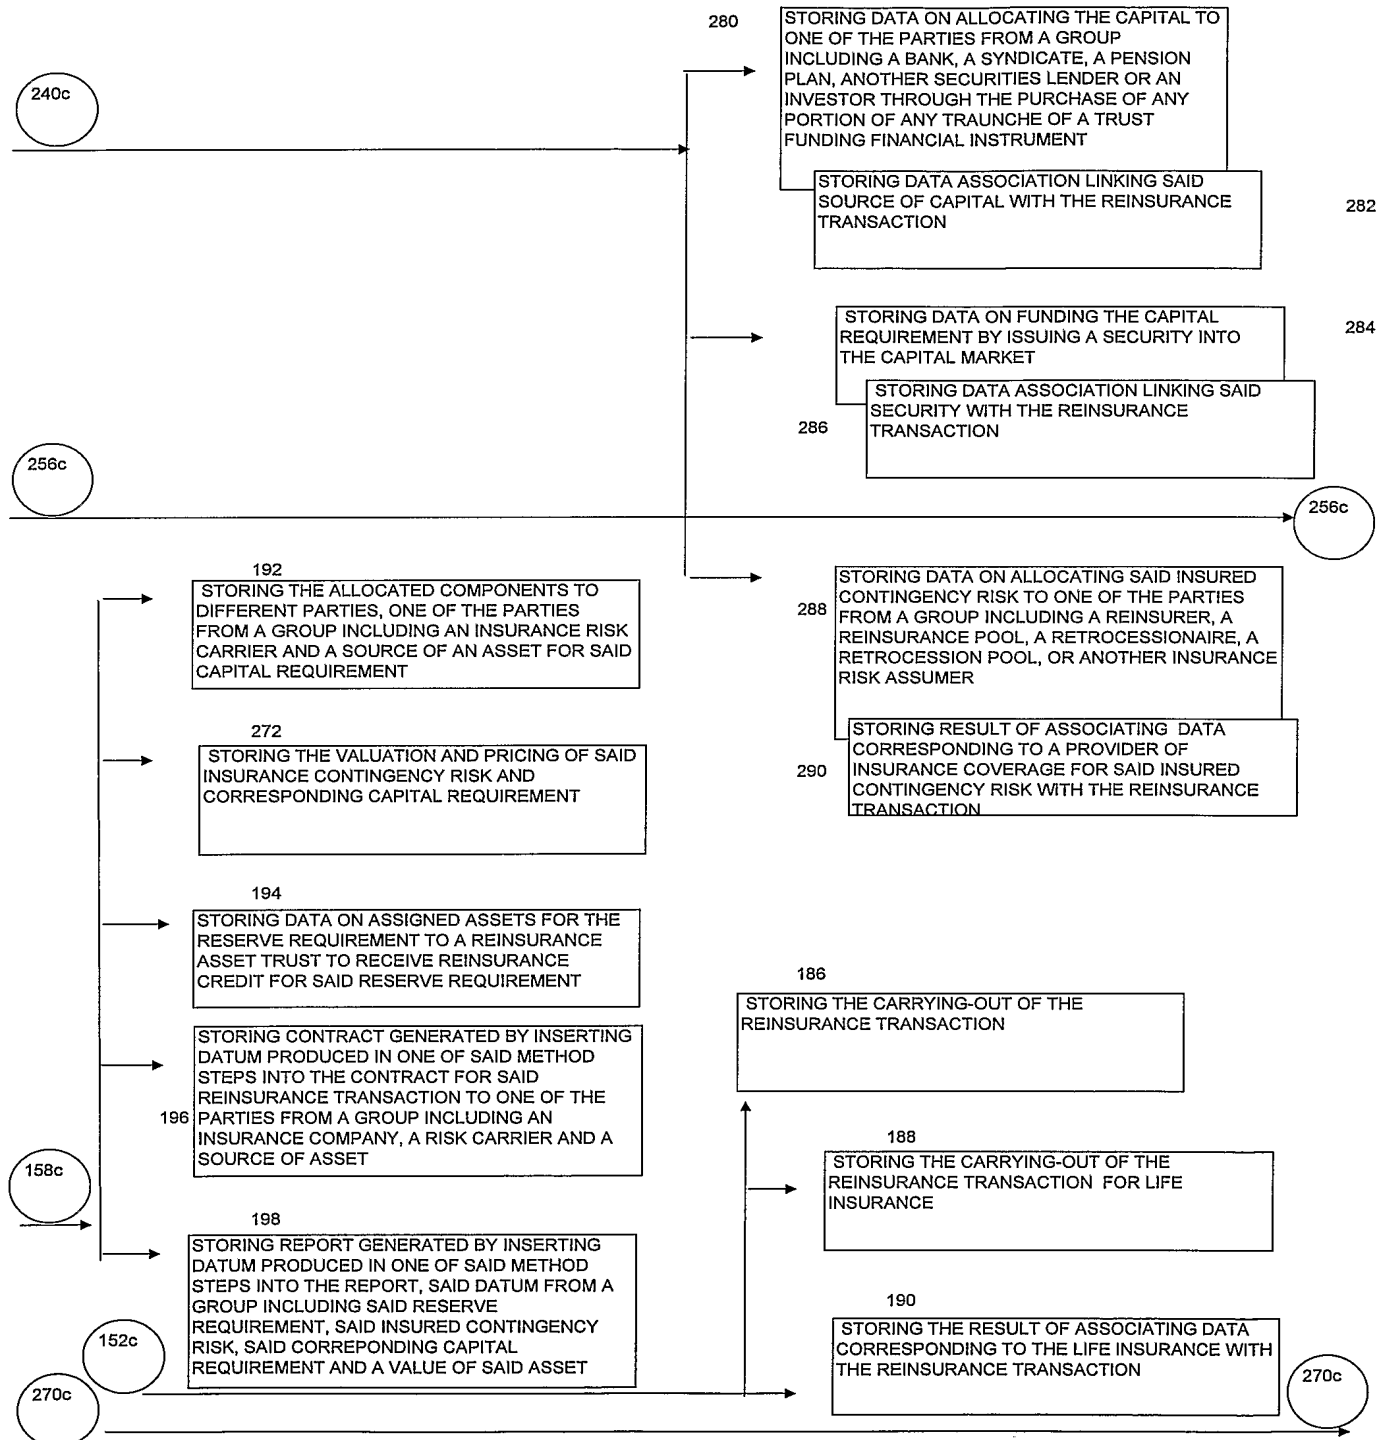 280
STORING DATA ON ALLOCATING THE CAPITAL TO
ONE OF THE PARTIES FROM A GROUP
INCLUDING A BANK, A SYNDICATE, A PENSION
PLAN, ANOTHER SECURITIES LENDER OR AN
INVESTOR THROUGH THE PURCHASE OF ANY
PORTION OF ANY TRAUNCHE OF A TRUST
FUNDING FINANCIAL INSTRUMENT
240c
STORING DATA ASSOCIATION LINKING SAID
SOURCE OF CAPITAL WITH THE REINSURANCE
TRANSACTION
282
STORING DATA ON FUNDING THE CAPITAL
REQUIREMENT BY ISSUING A SECURITY INTO
THE CAPITAL MARKET
284
STORING DATA ASSOCIATION LINKING SAID
SECURITY WITH THE REINSURANCE
TRANSACTION
286
256c
256c
192
STORING THE ALLOCATED COMPONENTS TO
DIFFERENT PARTIES, ONE OF THE PARTIES
FROM A GROUP INCLUDING AN INSURANCE RISK
CARRIER AND A SOURCE OF AN ASSET FOR SAID
CAPITAL REQUIREMENT
288
STORING DATA ON ALLOCATING SAID INSURED
CONTINGENCY RISK TO ONE OF THE PARTIES
FROM A GROUP INCLUDING A REINSURER, A
REINSURANCE POOL, A RETROCESSIONAIRE, A
RETROCESSION POOL, OR ANOTHER INSURANCE
RISK ASSUMER
272
STORING THE VALUATION AND PRICING OF SAID
INSURANCE CONTINGENCY RISK AND
CORRESPONDING CAPITAL REQUIREMENT
290
STORING RESULT OF ASSOCIATING DATA
CORRESPONDING TO A PROVIDER OF
INSURANCE COVERAGE FOR SAID INSURED
CONTINGENCY RISK WITH THE REINSURANCE
TRANSACTION
194
STORING DATA ON ASSIGNED ASSETS FOR THE
RESERVE REQUIREMENT TO A REINSURANCE
ASSET TRUST TO RECEIVE REINSURANCE
CREDIT FOR SAID RESERVE REQUIREMENT
186
STORING THE CARRYING-OUT OF THE
REINSURANCE TRANSACTION
196
STORING CONTRACT GENERATED BY INSERTING
DATUM PRODUCED IN ONE OF SAID METHOD
STEPS INTO THE CONTRACT FOR SAID
REINSURANCE TRANSACTION TO ONE OF THE
PARTIES FROM A GROUP INCLUDING AN
INSURANCE COMPANY, A RISK CARRIER AND A
SOURCE OF ASSET
188
STORING THE CARRYING-OUT OF THE
REINSURANCE TRANSACTION FOR LIFE
INSURANCE
158c
198
STORING REPORT GENERATED BY INSERTING
DATUM PRODUCED IN ONE OF SAID METHOD
STEPS INTO THE REPORT, SAID DATUM FROM A
GROUP INCLUDING SAID RESERVE
REQUIREMENT, SAID INSURED CONTINGENCY
RISK, SAID CORREPONDING CAPITAL
REQUIREMENT AND A VALUE OF SAID ASSET
190
STORING THE RESULT OF ASSOCIATING DATA
CORRESPONDING TO THE LIFE INSURANCE WITH
THE REINSURANCE TRANSACTION
152c
270c
270c